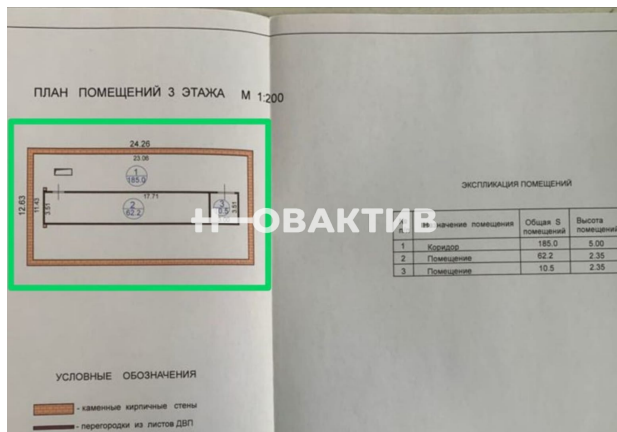 ПЛАН ПОМЕЩЕНИЙ 3 ЭТАЖА М 1:200
24.26
23.08
1
185.0
12.63
11.43
3.51
17.71
2
62.2
3
10.5
3.51
Н ОВАКТИВ
ЭКСПЛИКАЦИЯ ПОМЕЩЕНИЙ
помещения Общая S помещений Высота помещений
1 Коридор 185.0 5.00
2 Помещение 62.2 2.35
3 Помещение 10.5 2.35
УСЛОВНЫЕ ОБОЗНАЧЕНИЯ
- каменные кирпичные стены
- перегородки из листов ДВП